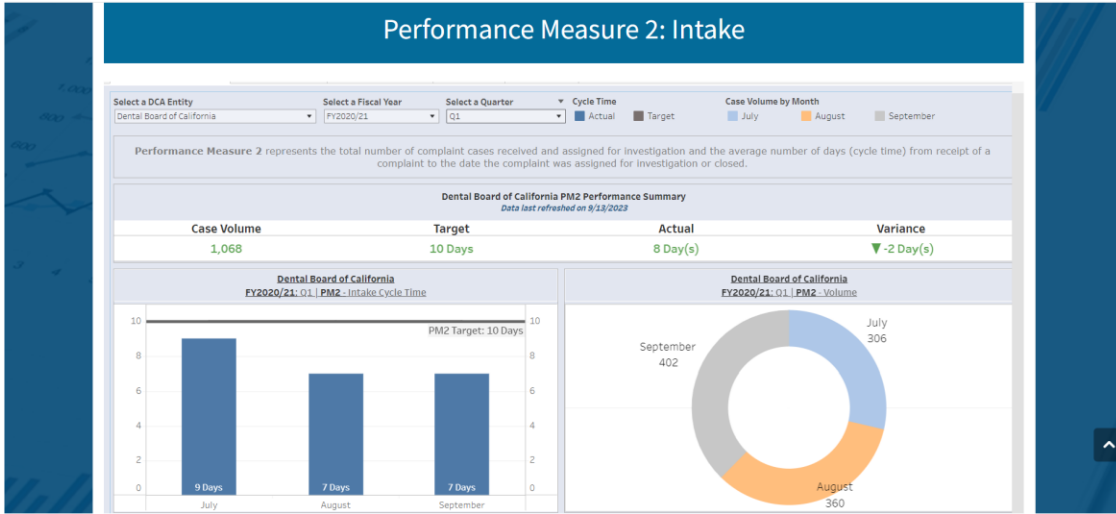 Performance Measure 2: Intake
Select a DCA Entity
Select a Fiscal Year
Select a Quarter
Cycle Time
Case Volume by Month
Dental Board of California
FY2020/21
Q1
Actual
Target
July
August
September
Performance Measure 2 represents the total number of complaint cases received and assigned for investigation and the average number of days (cycle time) from receipt of a
complaint to the date the complaint was assigned for investigation or closed.
Dental Board of California PM2 Performance Summary
Data last refreshed on 9/13/2023
Case Volume
Target
Actual
Variance
1,068
10 Days
8 Day(s)
▼ -2 Day(s)
Dental Board of California
FY2020/21: Q1 | PM2 - Intake Cycle Time
10
8
6
4
2
0
PM2 Target: 10 Days
10
8
6
4
2
0
9 Days
7 Days
7 Days
July
August
September
Dental Board of California
FY2020/21: Q1 | PM2 - Volume
July
306
September
402
August
360